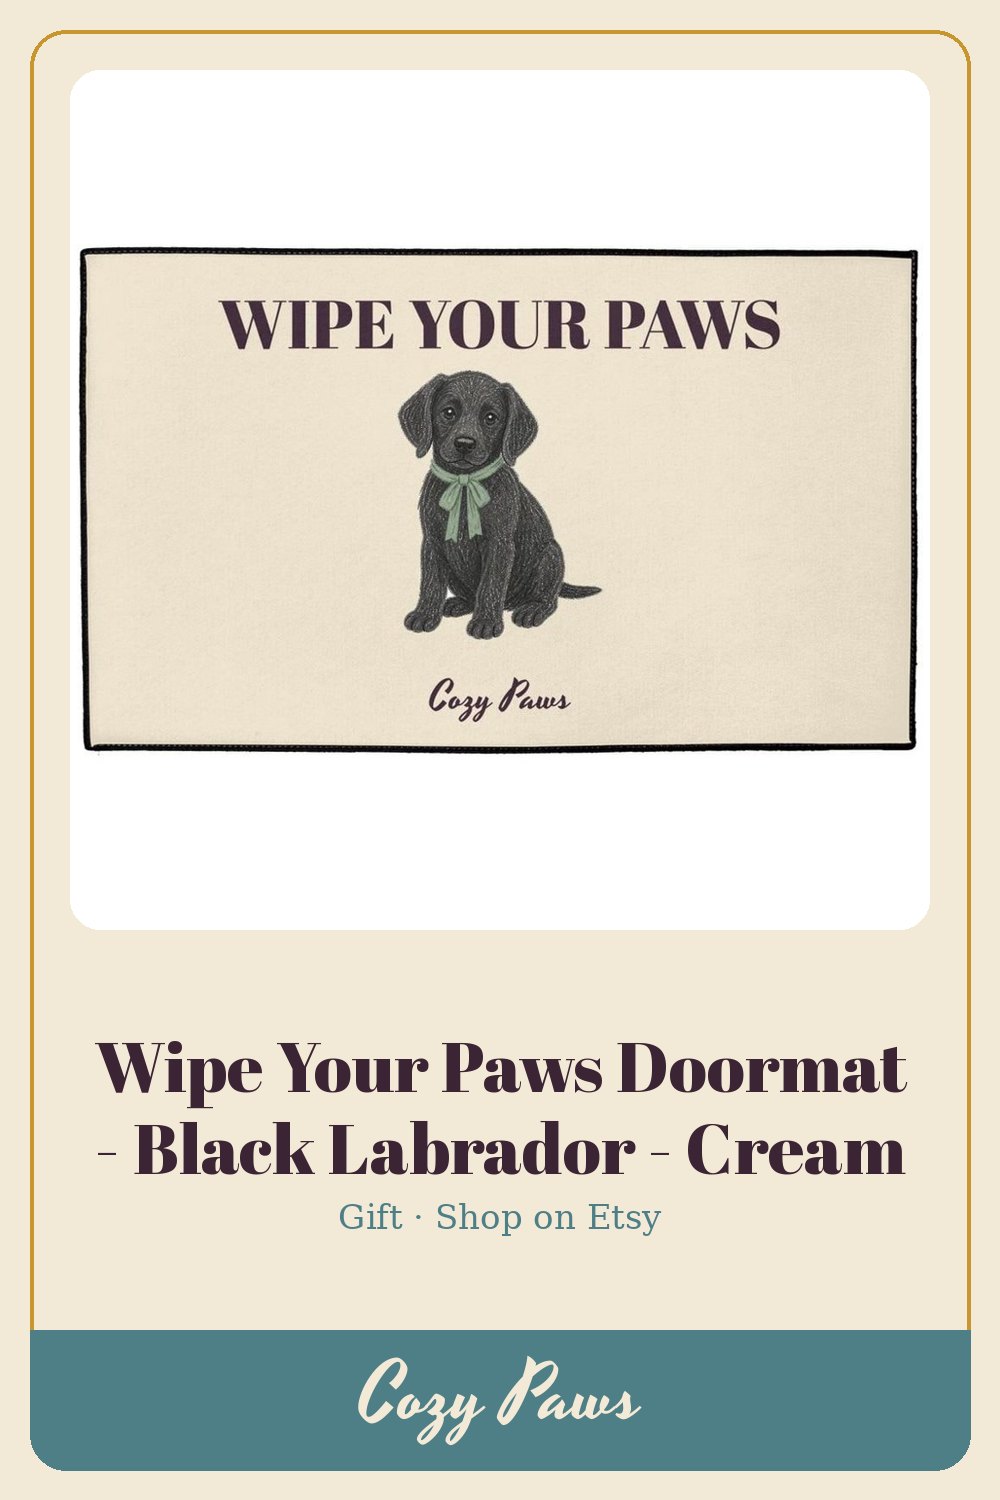 WIPE YOUR PAWS
Cozy Paws
Wipe Your Paws Doormat
- Black Labrador - Cream
Gift · Shop on Etsy
Cozy Paws